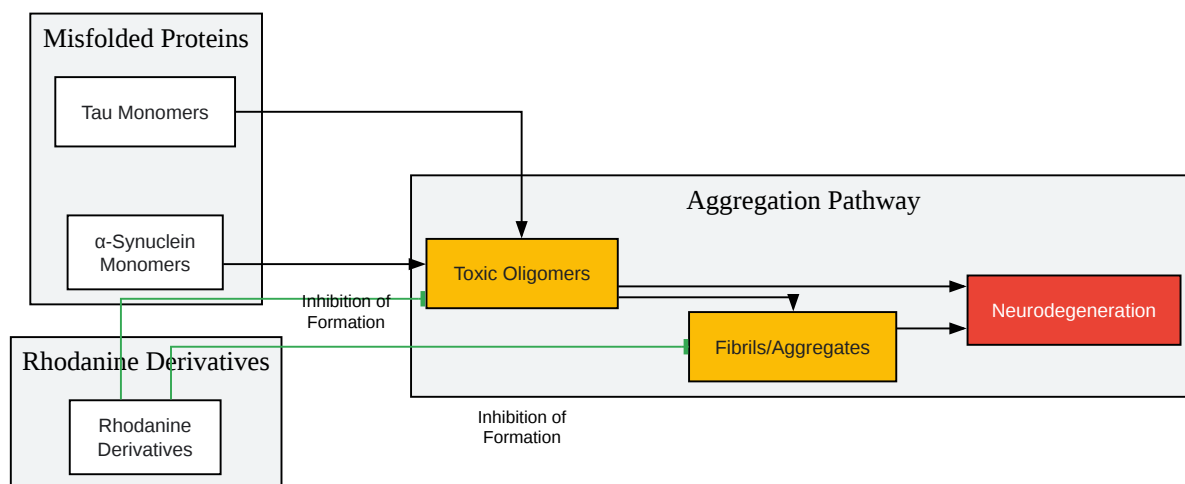 Misfolded Proteins
Tau Monomers
α-Synuclein
Monomers
Aggregation Pathway
Toxic Oligomers
Neurodegeneration
Inhibition of
Formation
Fibrils/Aggregates
Rhodanine Derivatives
Rhodanine
Derivatives
Inhibition of
Formation